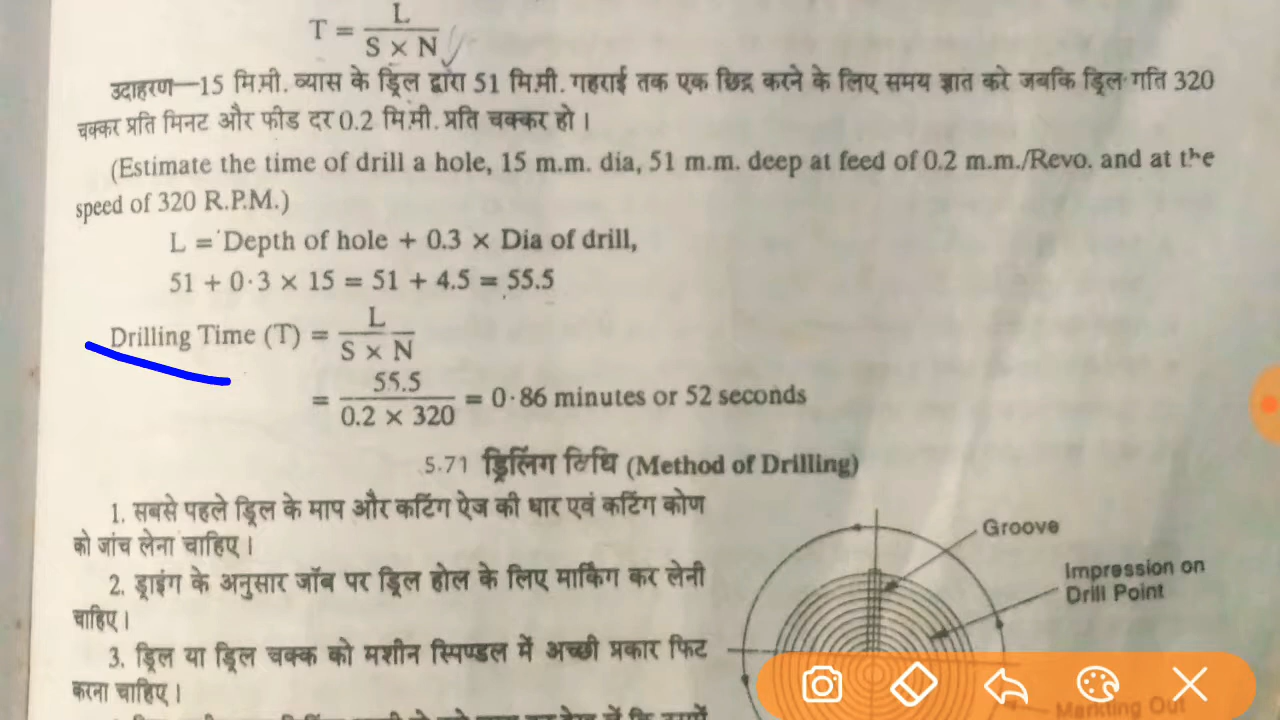 T = L / S × N
उदाहरण—15 मि.मी. व्यास के ड्रिल द्वारा 51 मि.मी. गहराई तक एक छिद्र करने के लिए समय ज्ञात करे जबकि ड्रिल गति 320
चक्कर प्रति मिनट और फीड दर 0.2 मि.मी. प्रति चक्कर हो।
(Estimate the time of drill a hole, 15 m.m. dia, 51 m.m. deep at feed of 0.2 m.m./Revo. and at the
speed of 320 R.P.M.)
L = Depth of hole + 0.3 × Dia of drill,
51 + 0·3 × 15 = 51 + 4.5 = 55.5
Drilling Time (T) = L / S × N
= 55.5 / 0.2 × 320 = 0·86 minutes or 52 seconds
5.71 ड्रिलिंग विधि (Method of Drilling)
1. सबसे पहले ड्रिल के माप और कटिंग ऐज की धार एवं कटिंग कोण
को जांच लेना चाहिए।
2. ड्राइंग के अनुसार जॉब पर ड्रिल होल के लिए मार्किंग कर लेनी
चाहिए।
3. ड्रिल या ड्रिल चक्क को मशीन स्पिण्डल में अच्छी प्रकार फिट
करना चाहिए।
Groove
Impression on
Drill Point
Out